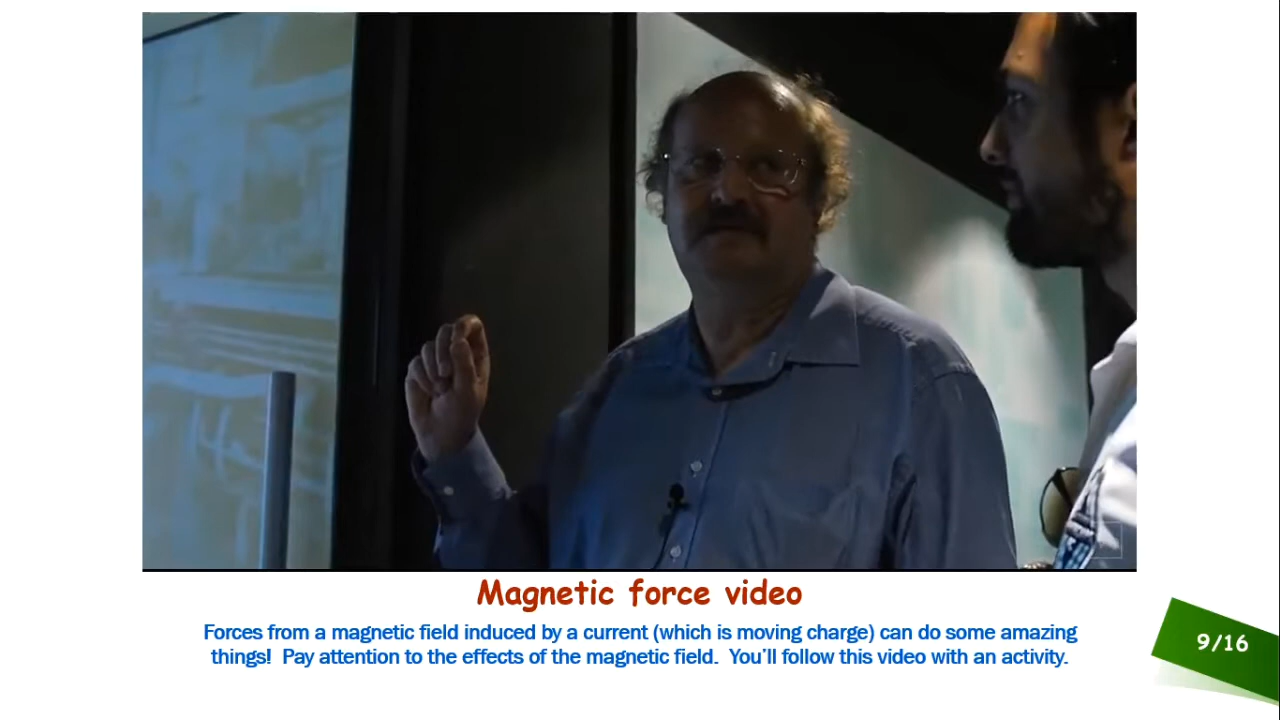 Magnetic force video
Forces from a magnetic field induced by a current (which is moving charge) can do some amazing
things!  Pay attention to the effects of the magnetic field.  You'll follow this video with an activity.
9/16